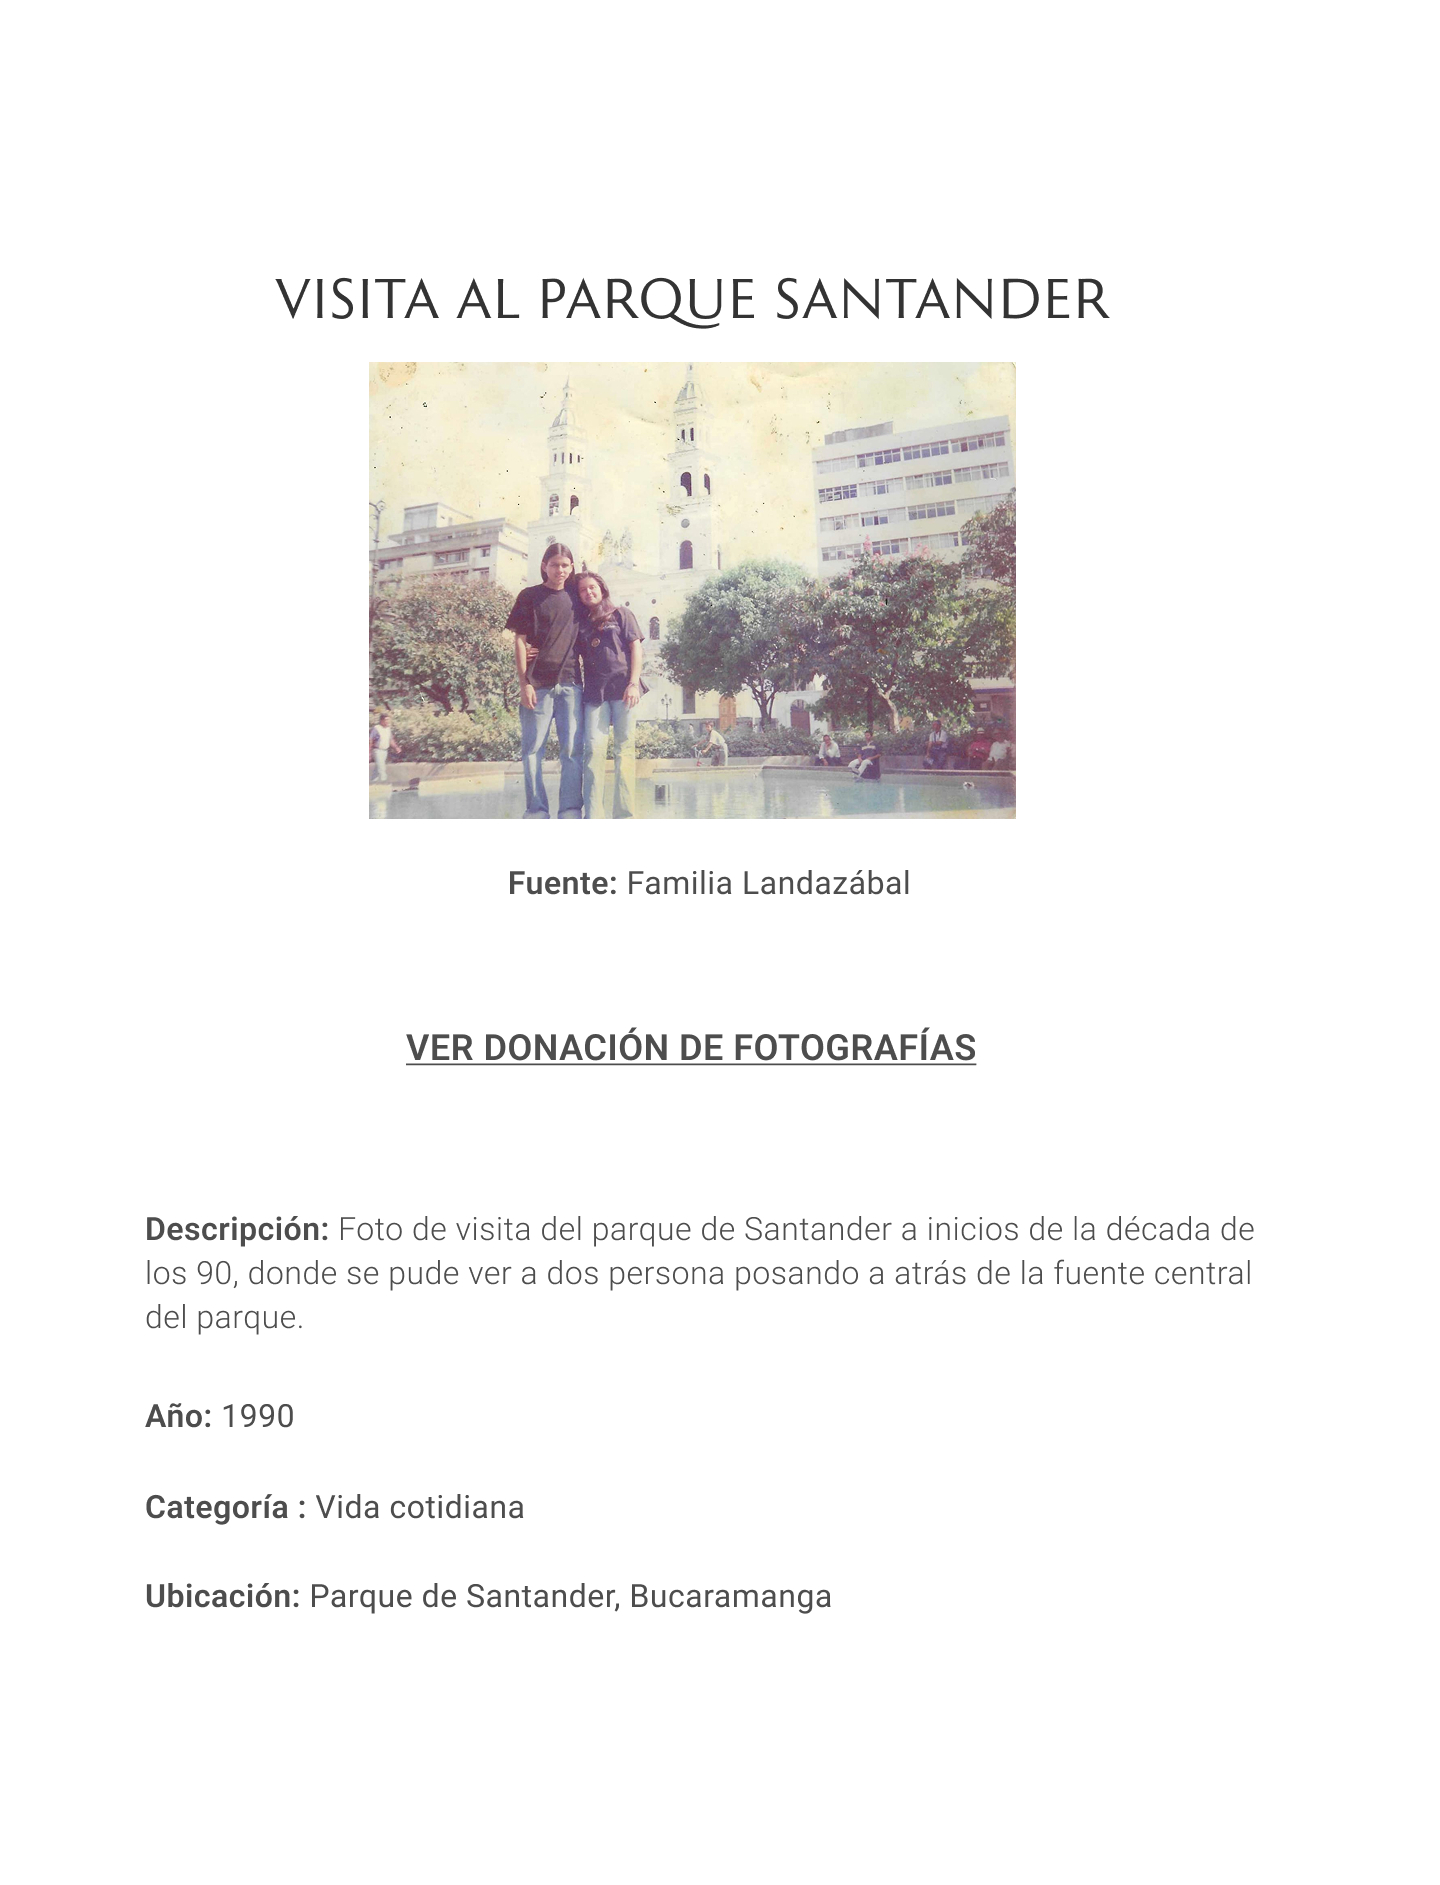 VISITA AL PARQUE SANTANDER
Fuente: Familia Landazábal
VER DONACIÓN DE FOTOGRAFÍAS
Descripción: Foto de visita del parque de Santander a inicios de la década de
los 90, donde se pude ver a dos persona posando a atrás de la fuente central
del parque.
Año: 1990
Categoría : Vida cotidiana
Ubicación: Parque de Santander, Bucaramanga